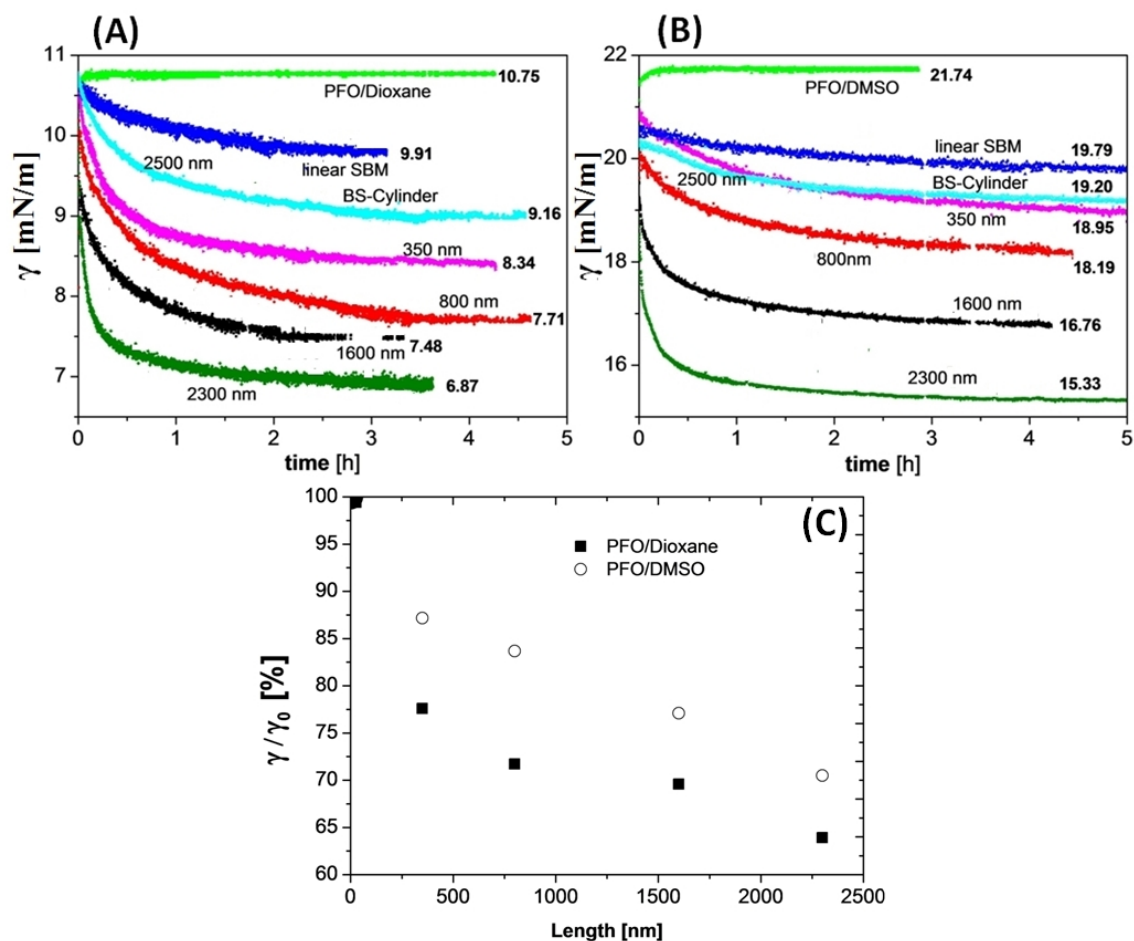 (A)
11
10
9
8
7
γ [mN/m]
0
1
2
3
4
5
time [h]
10.75
PFO/Dioxane
9.91
linear SBM
2500 nm
BS-Cylinder
9.16
350 nm
8.34
800 nm
7.71
1600 nm
7.48
2300 nm
6.87
(B)
22
20
18
16
γ [mN/m]
0
1
2
3
4
5
time [h]
21.74
PFO/DMSO
linear SBM
19.79
2500 nm
BS-Cylinder
19.20
350 nm
18.95
800nm
18.19
1600 nm
16.76
2300 nm
15.33
(C)
100
95
90
85
80
75
70
65
60
γ/γ₀ [%]
PFO/Dioxane
PFO/DMSO
0
500
1000
1500
2000
2500
Length [nm]